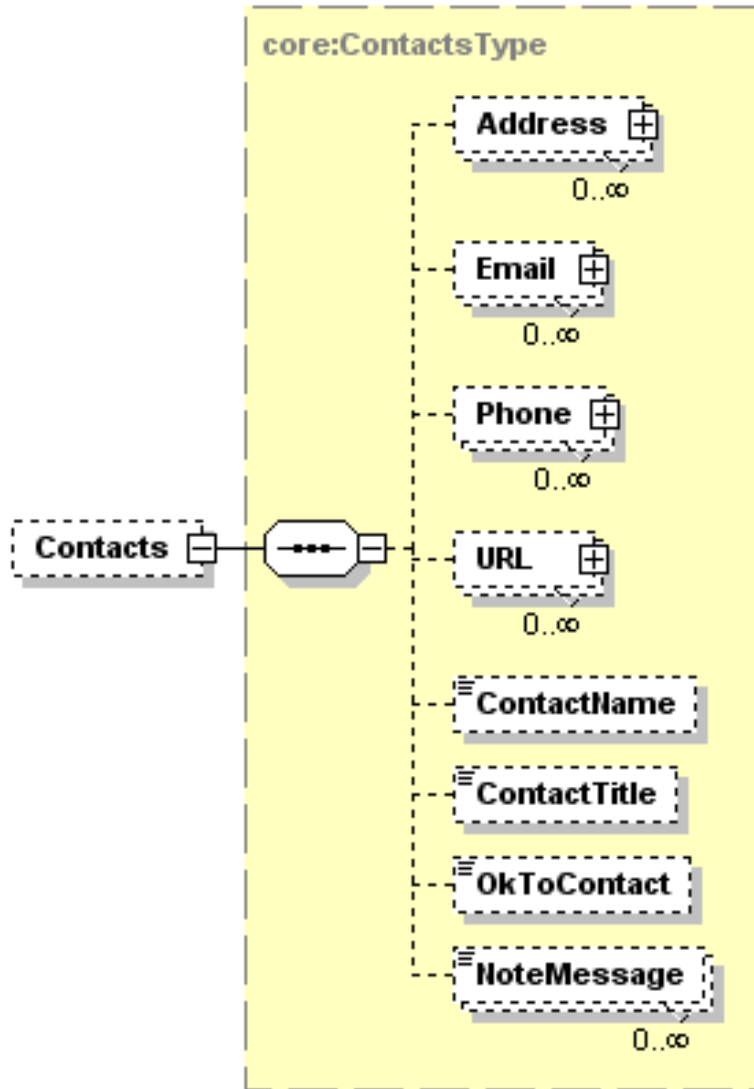 core:ContactsType
Address
0..∞
Email
0..∞
Phone
0..∞
Contacts
URL
0..∞
ContactName
ContactTitle
OkToContact
NoteMessage
0..∞